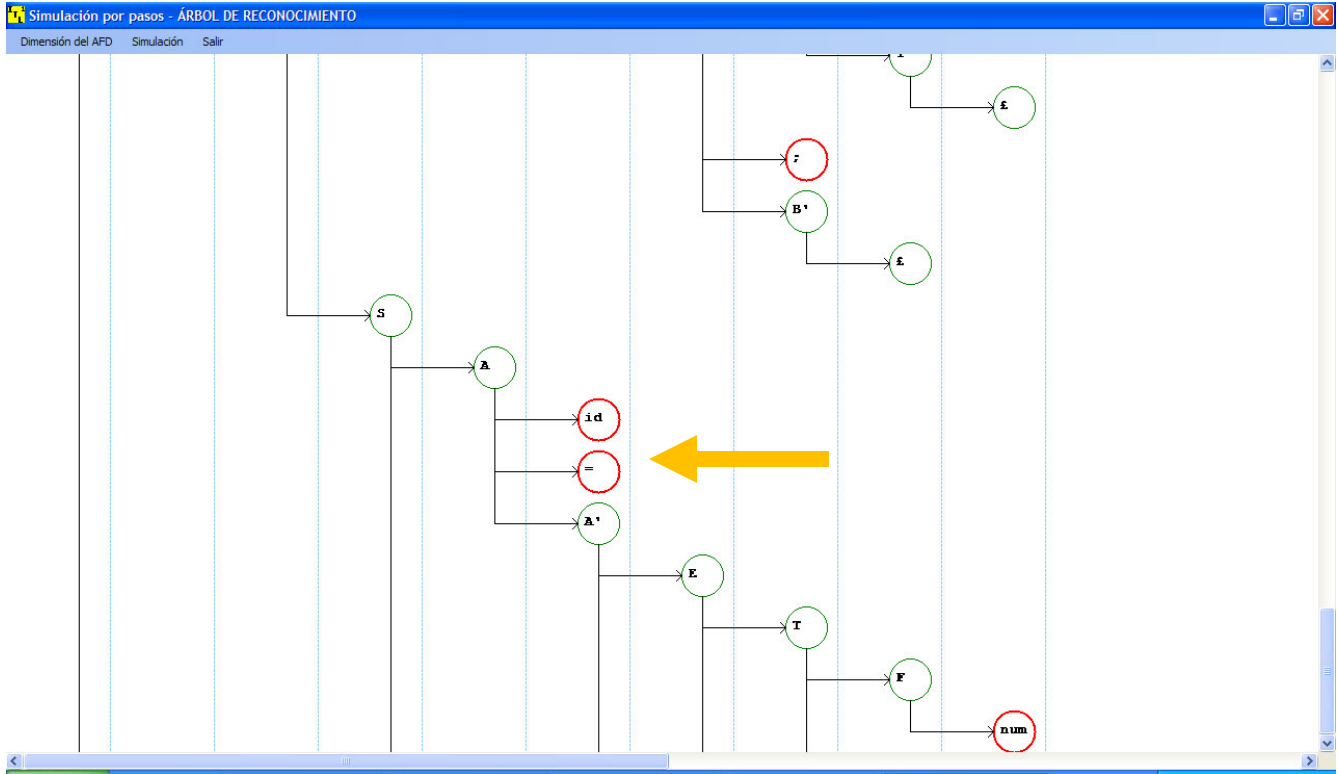 Simulación por pasos - ÁRBOL DE RECONOCIMIENTO
Dimensión del AFD Simulación Salir
£
;
B'
£
S
A
id
=
A'
E
T
F
num